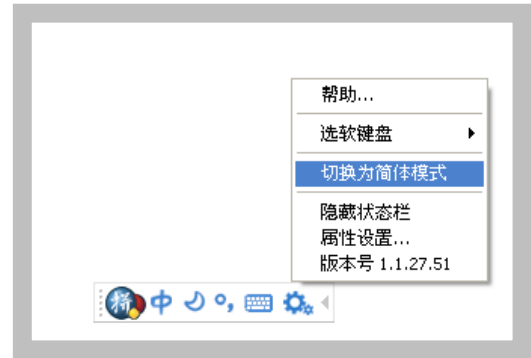 帮助...
选软键盘
切换为简体模式
隐藏状态栏
属性设置...
版本号 1.1.27.51
拼 中